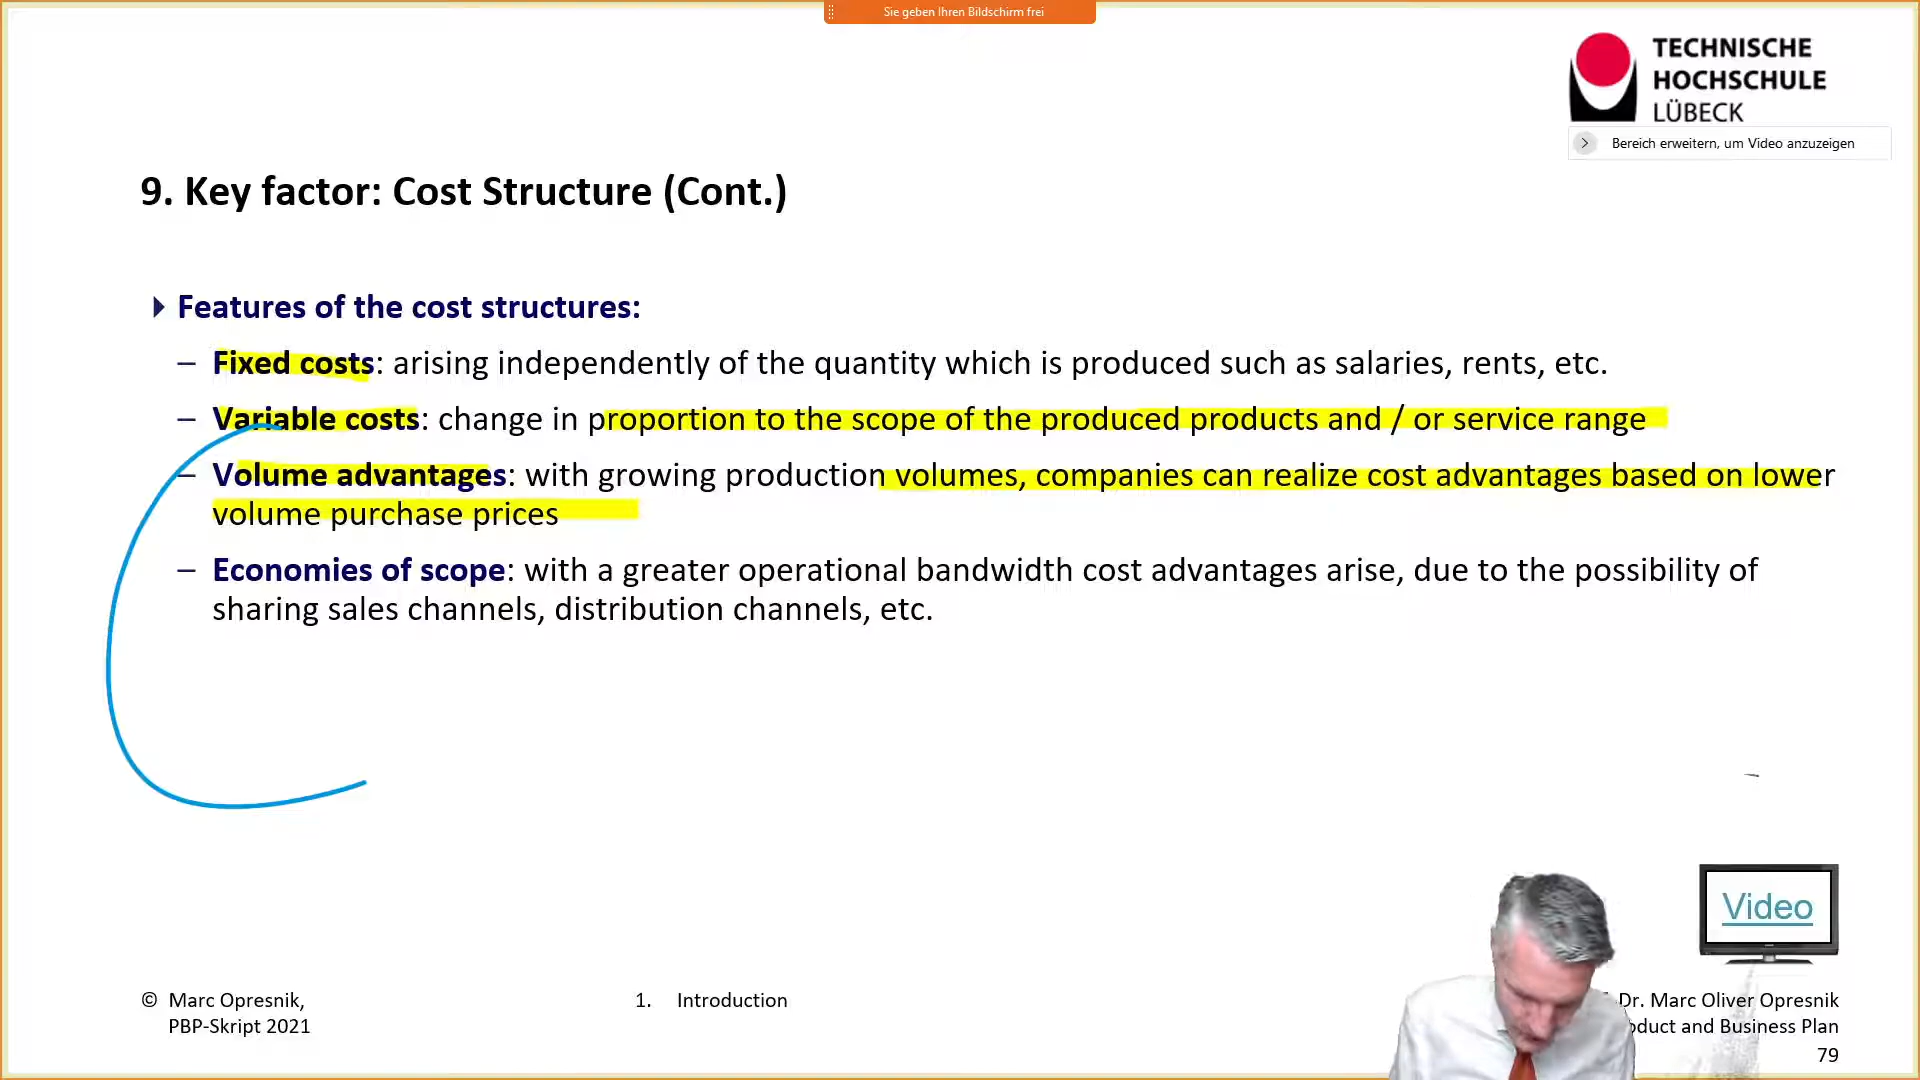 Sie geben Ihren Bildschirm frei
TECHNISCHE
HOCHSCHULE
LÜBECK
Bereich erweitern, um Video anzuzeigen
9. Key factor: Cost Structure (Cont.)
Features of the cost structures:
– Fixed costs: arising independently of the quantity which is produced such as salaries, rents, etc.
– Variable costs: change in proportion to the scope of the produced products and / or service range
– Volume advantages: with growing production volumes, companies can realize cost advantages based on lower
volume purchase prices
– Economies of scope: with a greater operational bandwidth cost advantages arise, due to the possibility of
sharing sales channels, distribution channels, etc.
Video
© Marc Opresnik,
PBP-Skript 2021
1. Introduction
Dr. Marc Oliver Opresnik
and Business Plan
79